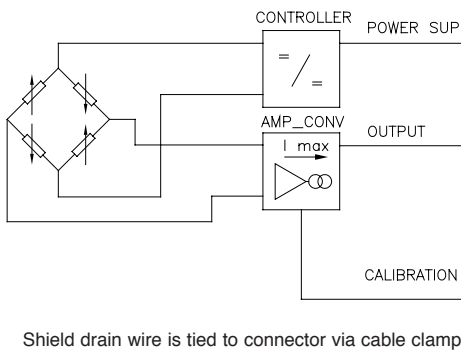 CONTROLLER
POWER SUP
=
/
=
AMP_CONV
I max
OUTPUT
CALIBRATION
Shield drain wire is tied to connector via cable clamp